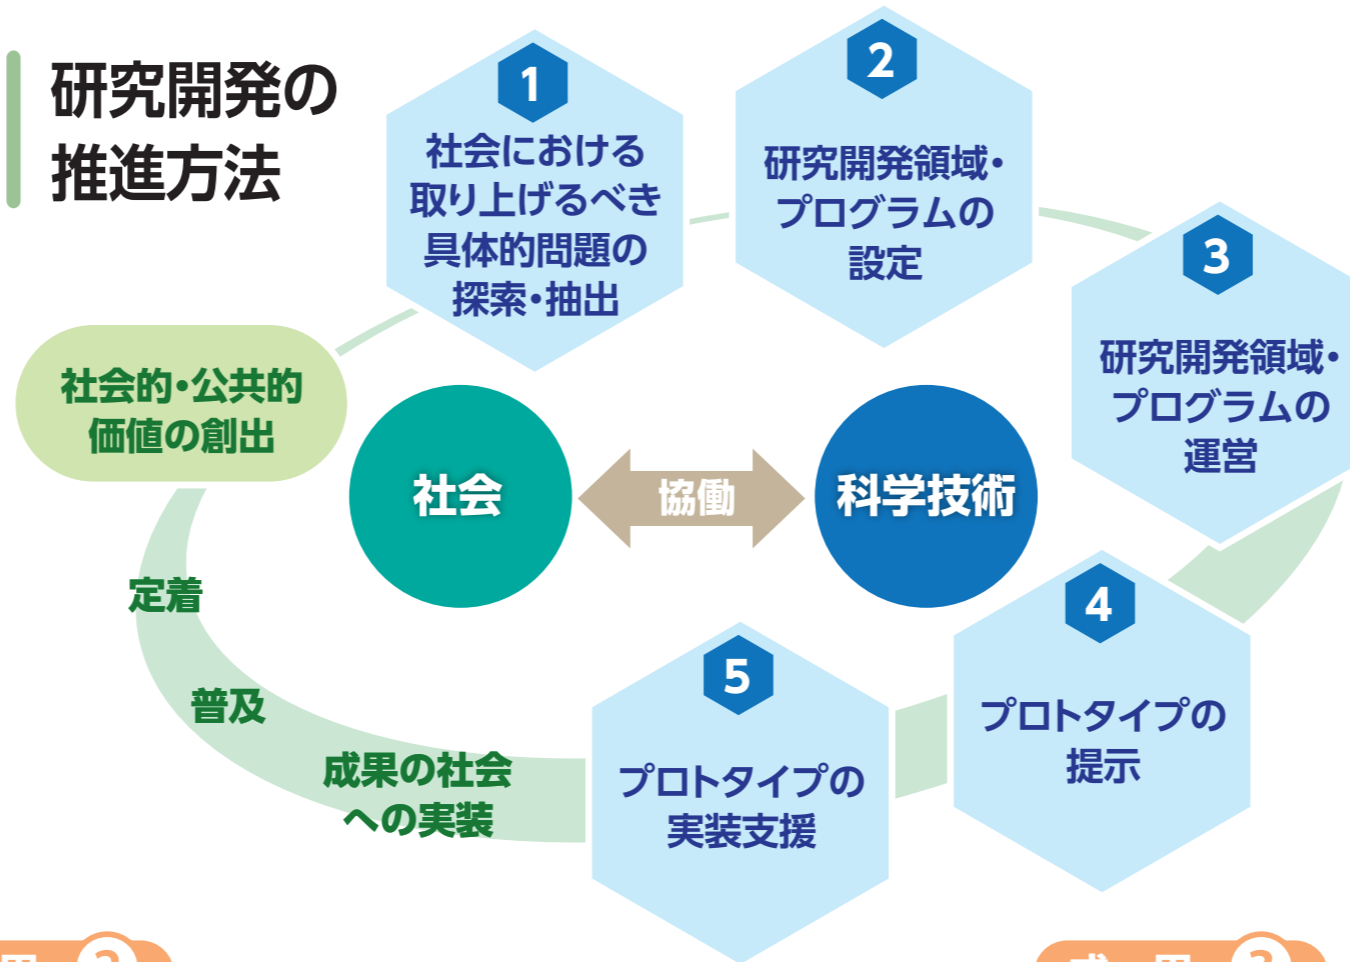 研究開発の
推進方法
1
社会における
取り上げるべき
具体的問題の
探索・抽出
2
研究開発領域・
プログラムの
設定
3
研究開発領域・
プログラムの
運営
社会的・公共的
価値の創出
社会
協働
科学技術
4
プロトタイプの
提示
5
プロトタイプの
実装支援
定着
普及
成果の社会
への実装